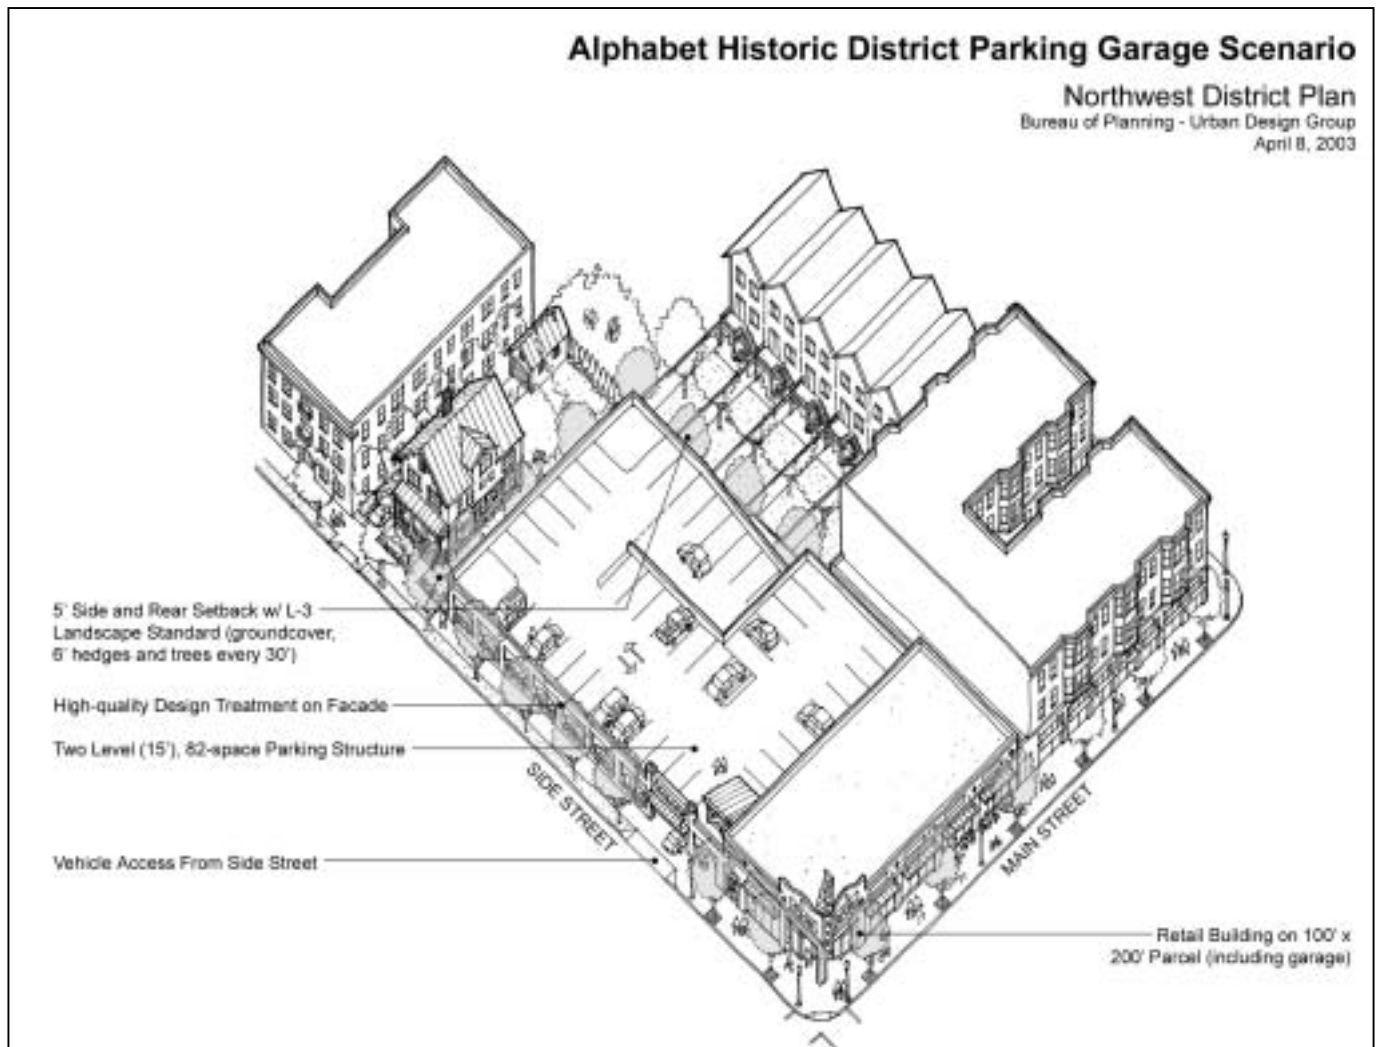 Alphabet Historic District Parking Garage Scenario
Northwest District Plan
Bureau of Planning - Urban Design Group
April 8, 2003
5' Side and Rear Setback w/ L-3
Landscape Standard (groundcover,
6' hedges and trees every 30')
High-quality Design Treatment on Facade
Two Level (15'), 82-space Parking Structure
SIDE STREET
MAIN STREET
Vehicle Access From Side Street
Retail Building on 100' x
200' Parcel (including garage)